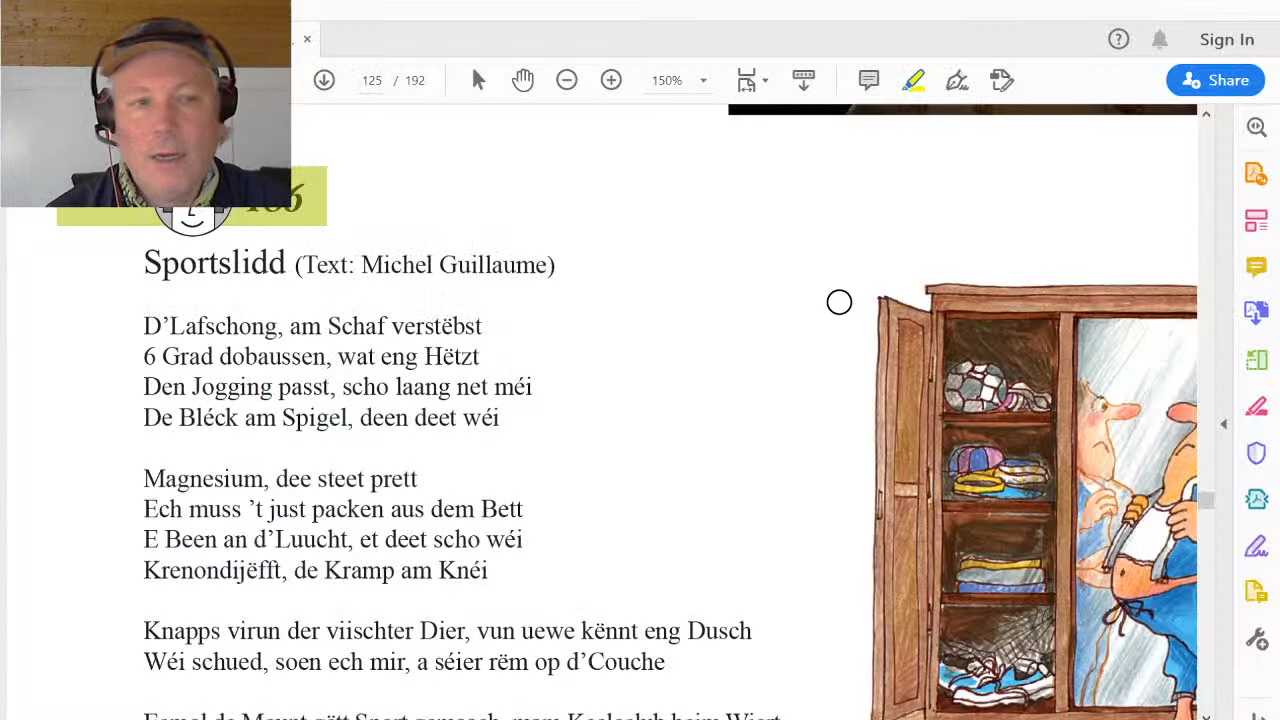 125 / 192
150%
Sign In
Share
Sportslidd (Text: Michel Guillaume)
D’Lafschong, am Schaf verstëbst
6 Grad dobaussen, wat eng Hëtzt
Den Jogging passt, scho laang net méi
De Bléck am Spigel, deen deet wéi
Magnesium, dee steet prett
Ech muss ’t just packen aus dem Bett
E Been an d’Luucht, et deet scho wéi
Krenondijëfft, de Kramp am Knéi
Knapps virun der viischter Dier, vun uewe kënnt eng Dusch
Wéi schued, soen ech mir, a séier rëm op d’Couche